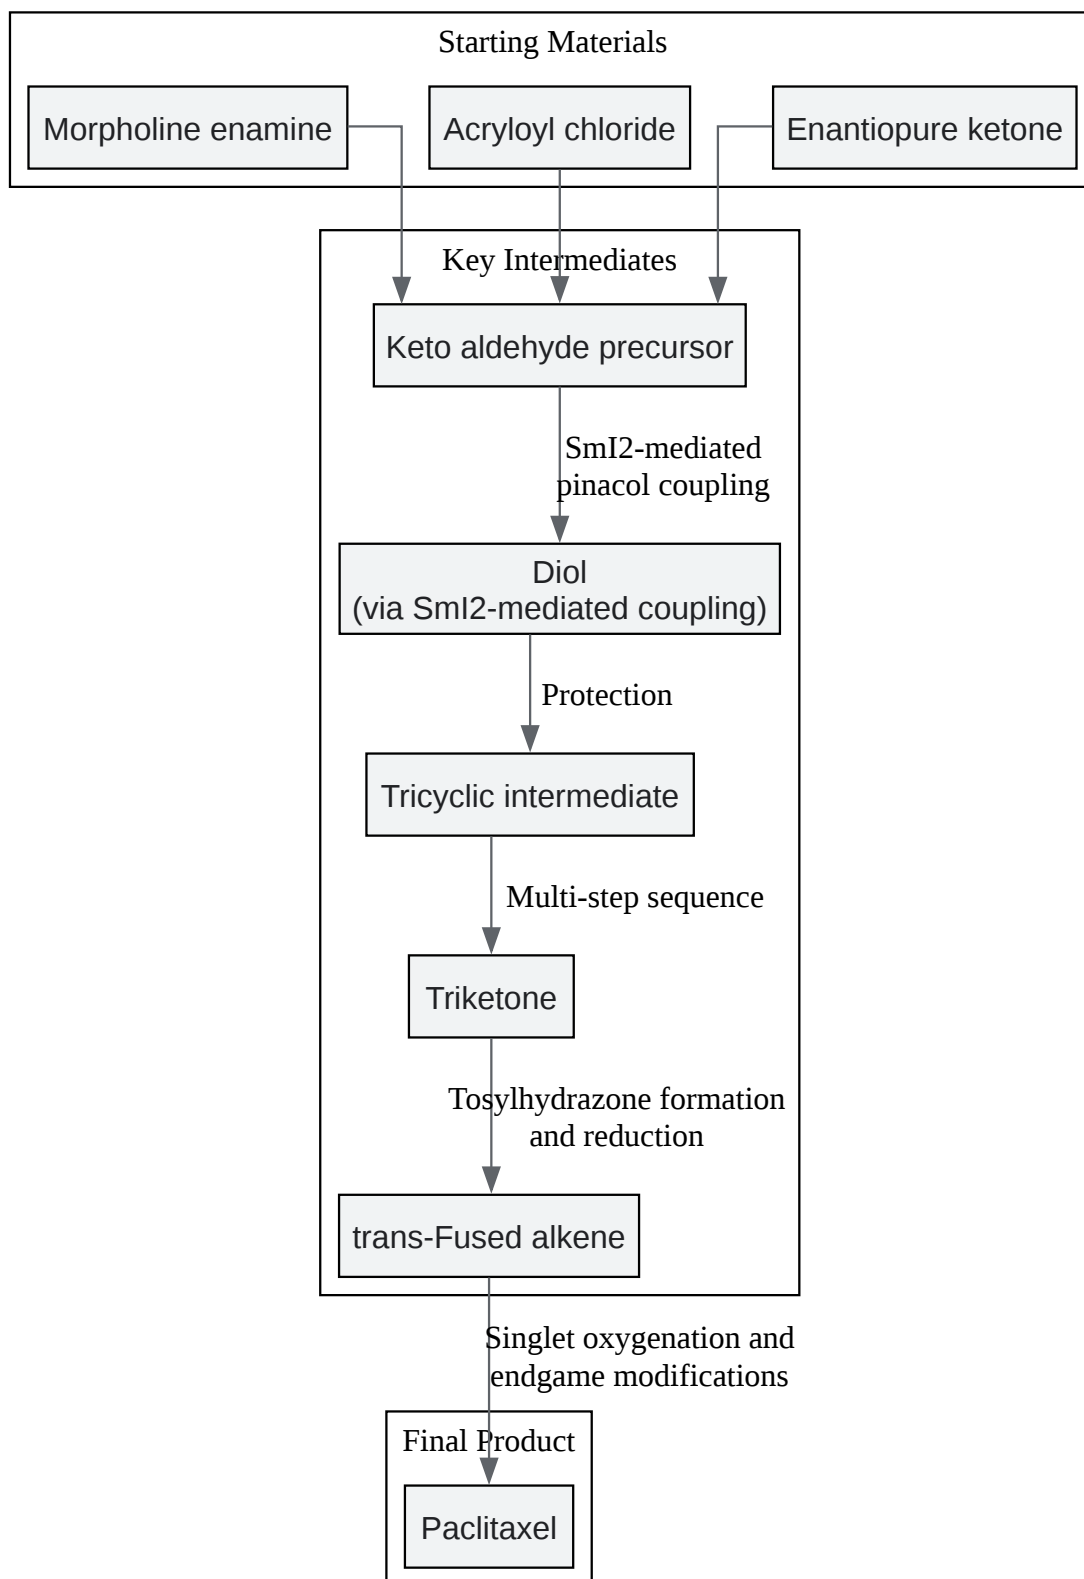 Starting Materials
Morpholine enamine
Acryloyl chloride
Enantiopure ketone
Key Intermediates
Keto aldehyde precursor
SmI2-mediated
pinacol coupling
Diol
(via SmI2-mediated coupling)
Protection
Tricyclic intermediate
Multi-step sequence
Triketone
Tosylhydrazone formation
and reduction
trans-Fused alkene
Singlet oxygenation and
endgame modifications
Final Product
Paclitaxel